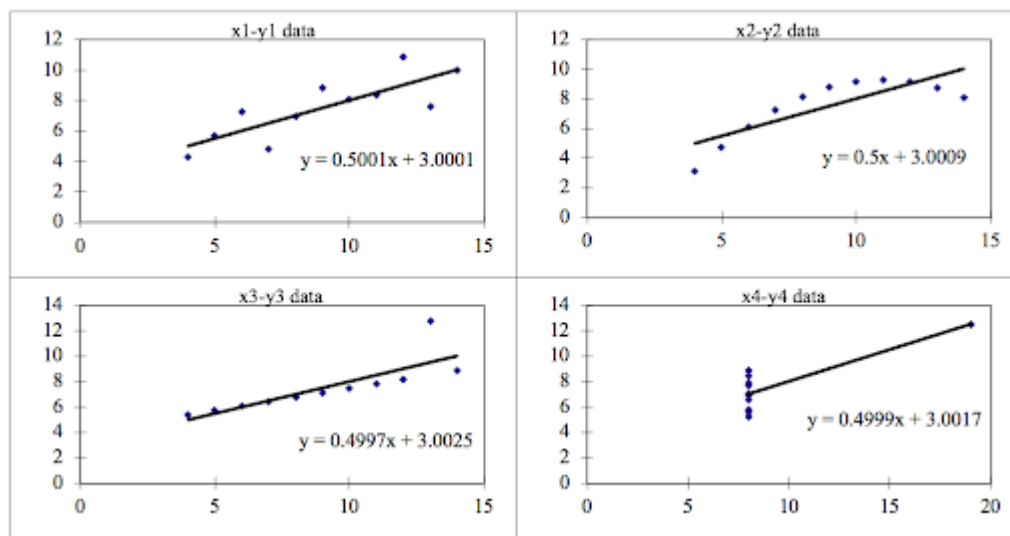 x1-y1 data
12
10
8
6
4
2
0
y = 0.5001x + 3.0001
0 5 10 15
x2-y2 data
12
10
8
6
4
2
0
y = 0.5x + 3.0009
0 5 10 15
x3-y3 data
14
12
10
8
6
4
2
0
y = 0.4997x + 3.0025
0 5 10 15
x4-y4 data
14
12
10
8
6
4
2
0
y = 0.4999x + 3.0017
0 5 10 15 20